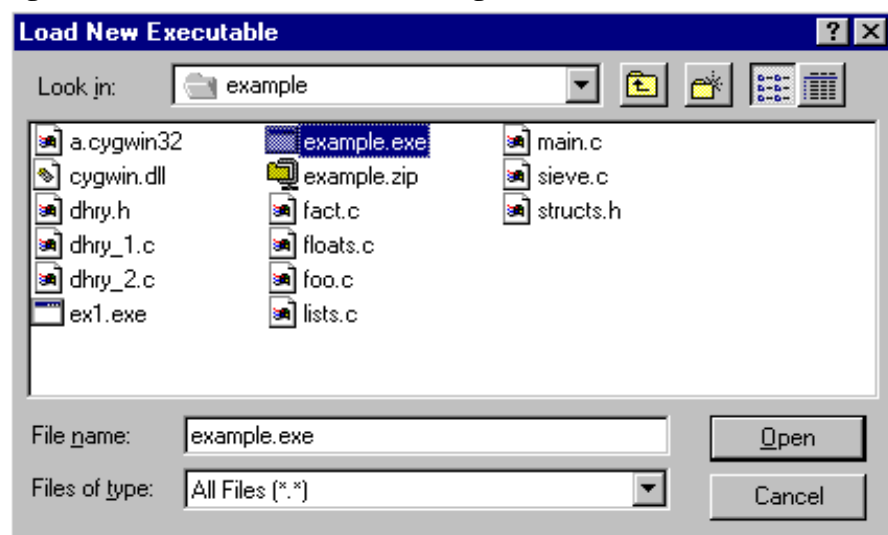 Load New Executable
Look in: example
a.cygwin32 example.exe main.c
cygwin.dll example.zip sieve.c
dhry.h fact.c structs.h
dhry_1.c floats.c
dhry_2.c foo.c
ex1.exe lists.c
File name: example.exe Open
Files of type: All Files (*.*) Cancel